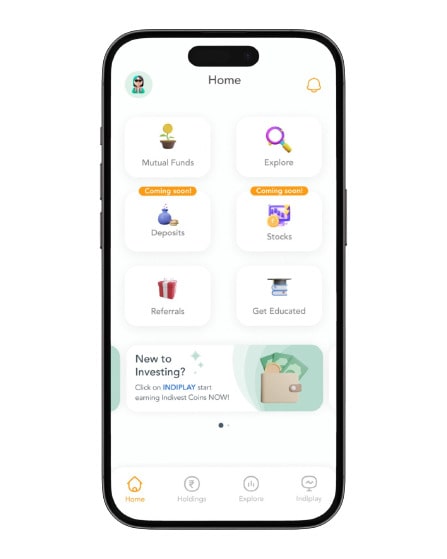 Home
Mutual Funds
Explore
Coming soon!
Coming soon!
Deposits
Stocks
Referrals
Get Educated
New to
Investing?
Click on INDIPLAY start
earning Indivest Coins NOW!
Home
Holdings
Explore
Indiplay